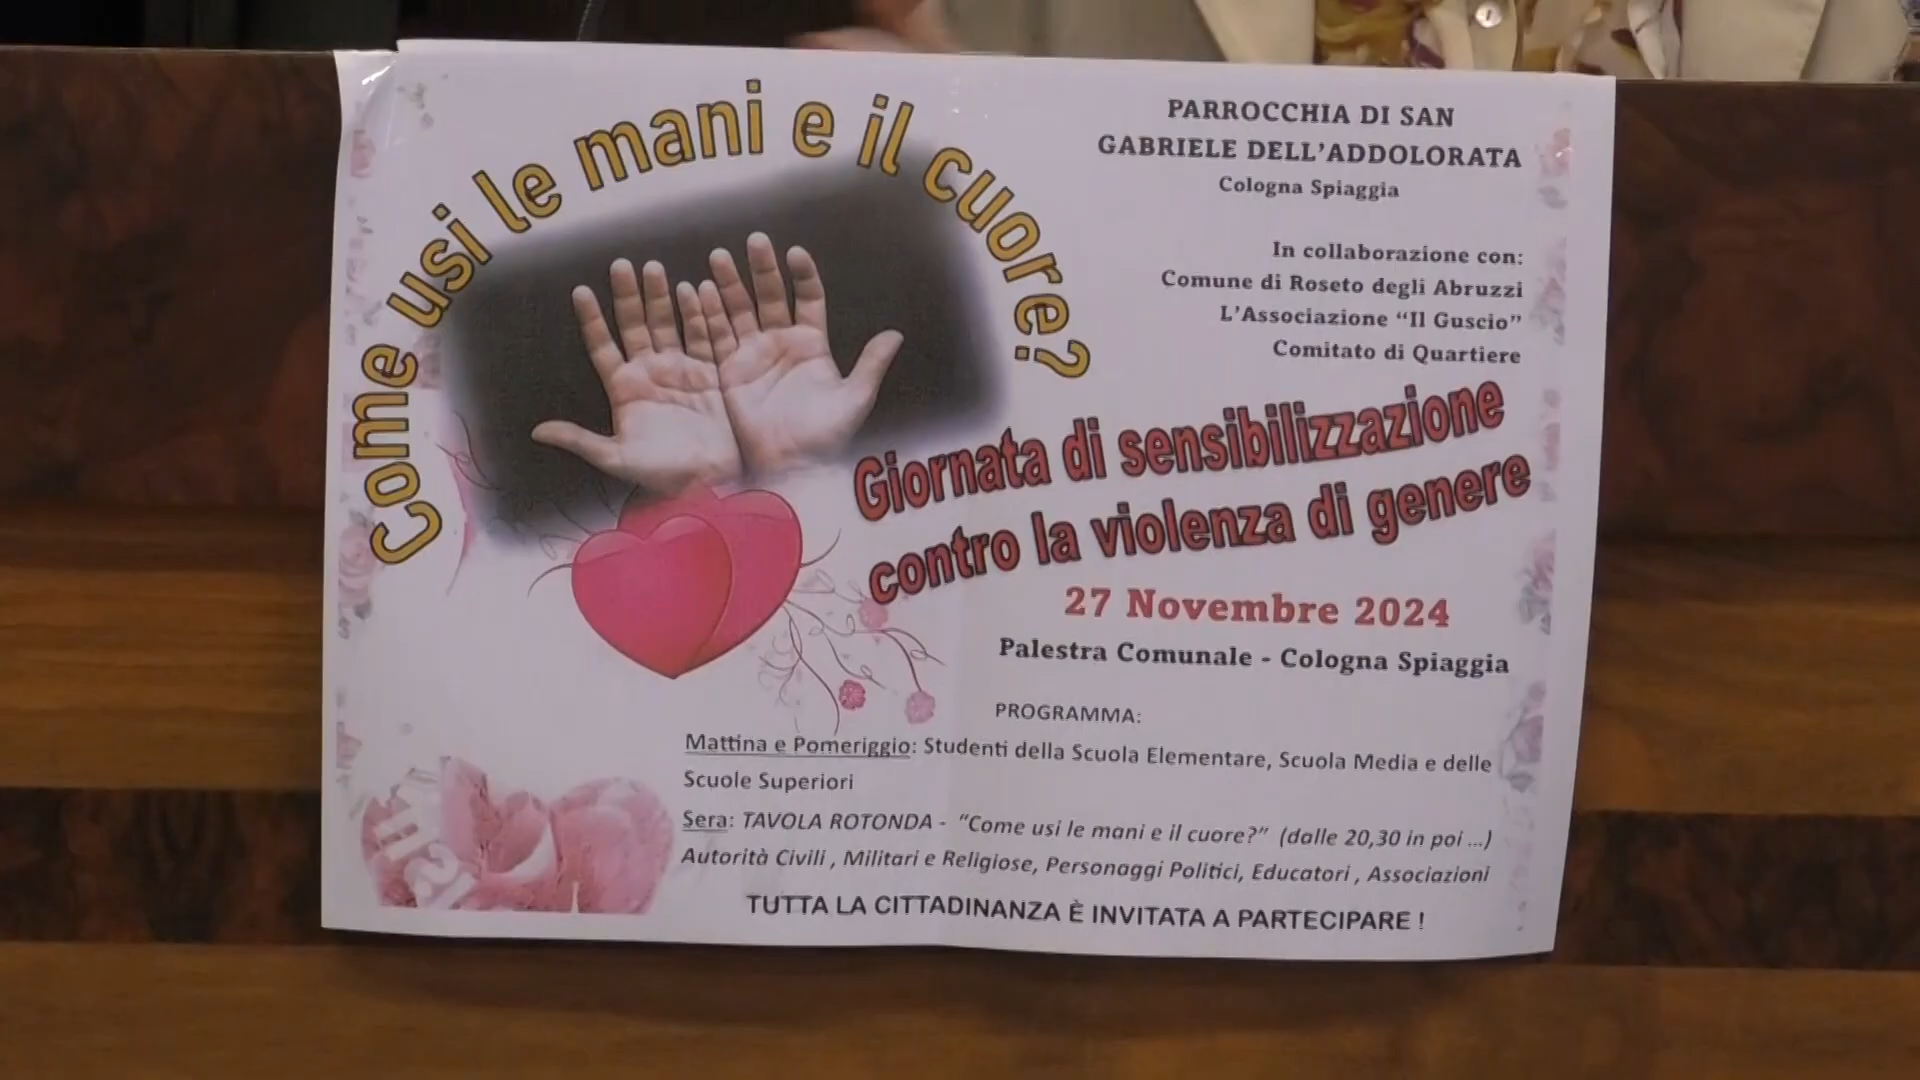 Come usi le mani e il cuore?
PARROCCHIA DI SAN
GABRIELE DELL'ADDOLORATA
Cologna Spiaggia
In collaborazione con:
Comune di Roseto degli Abruzzi
L'Associazione “Il Guscio”
Comitato di Quartiere
Giornata di sensibilizzazione
contro la violenza di genere
27 Novembre 2024
Palestra Comunale - Cologna Spiaggia
PROGRAMMA:
Mattina e Pomeriggio: Studenti della Scuola Elementare, Scuola Media e delle
Scuole Superiori
Sera: TAVOLA ROTONDA - “Come usi le mani e il cuore?” (dalle 20,30 in poi ...)
Autorità Civili , Militari e Religiose, Personaggi Politici, Educatori , Associazioni
TUTTA LA CITTADINANZA È INVITATA A PARTECIPARE !